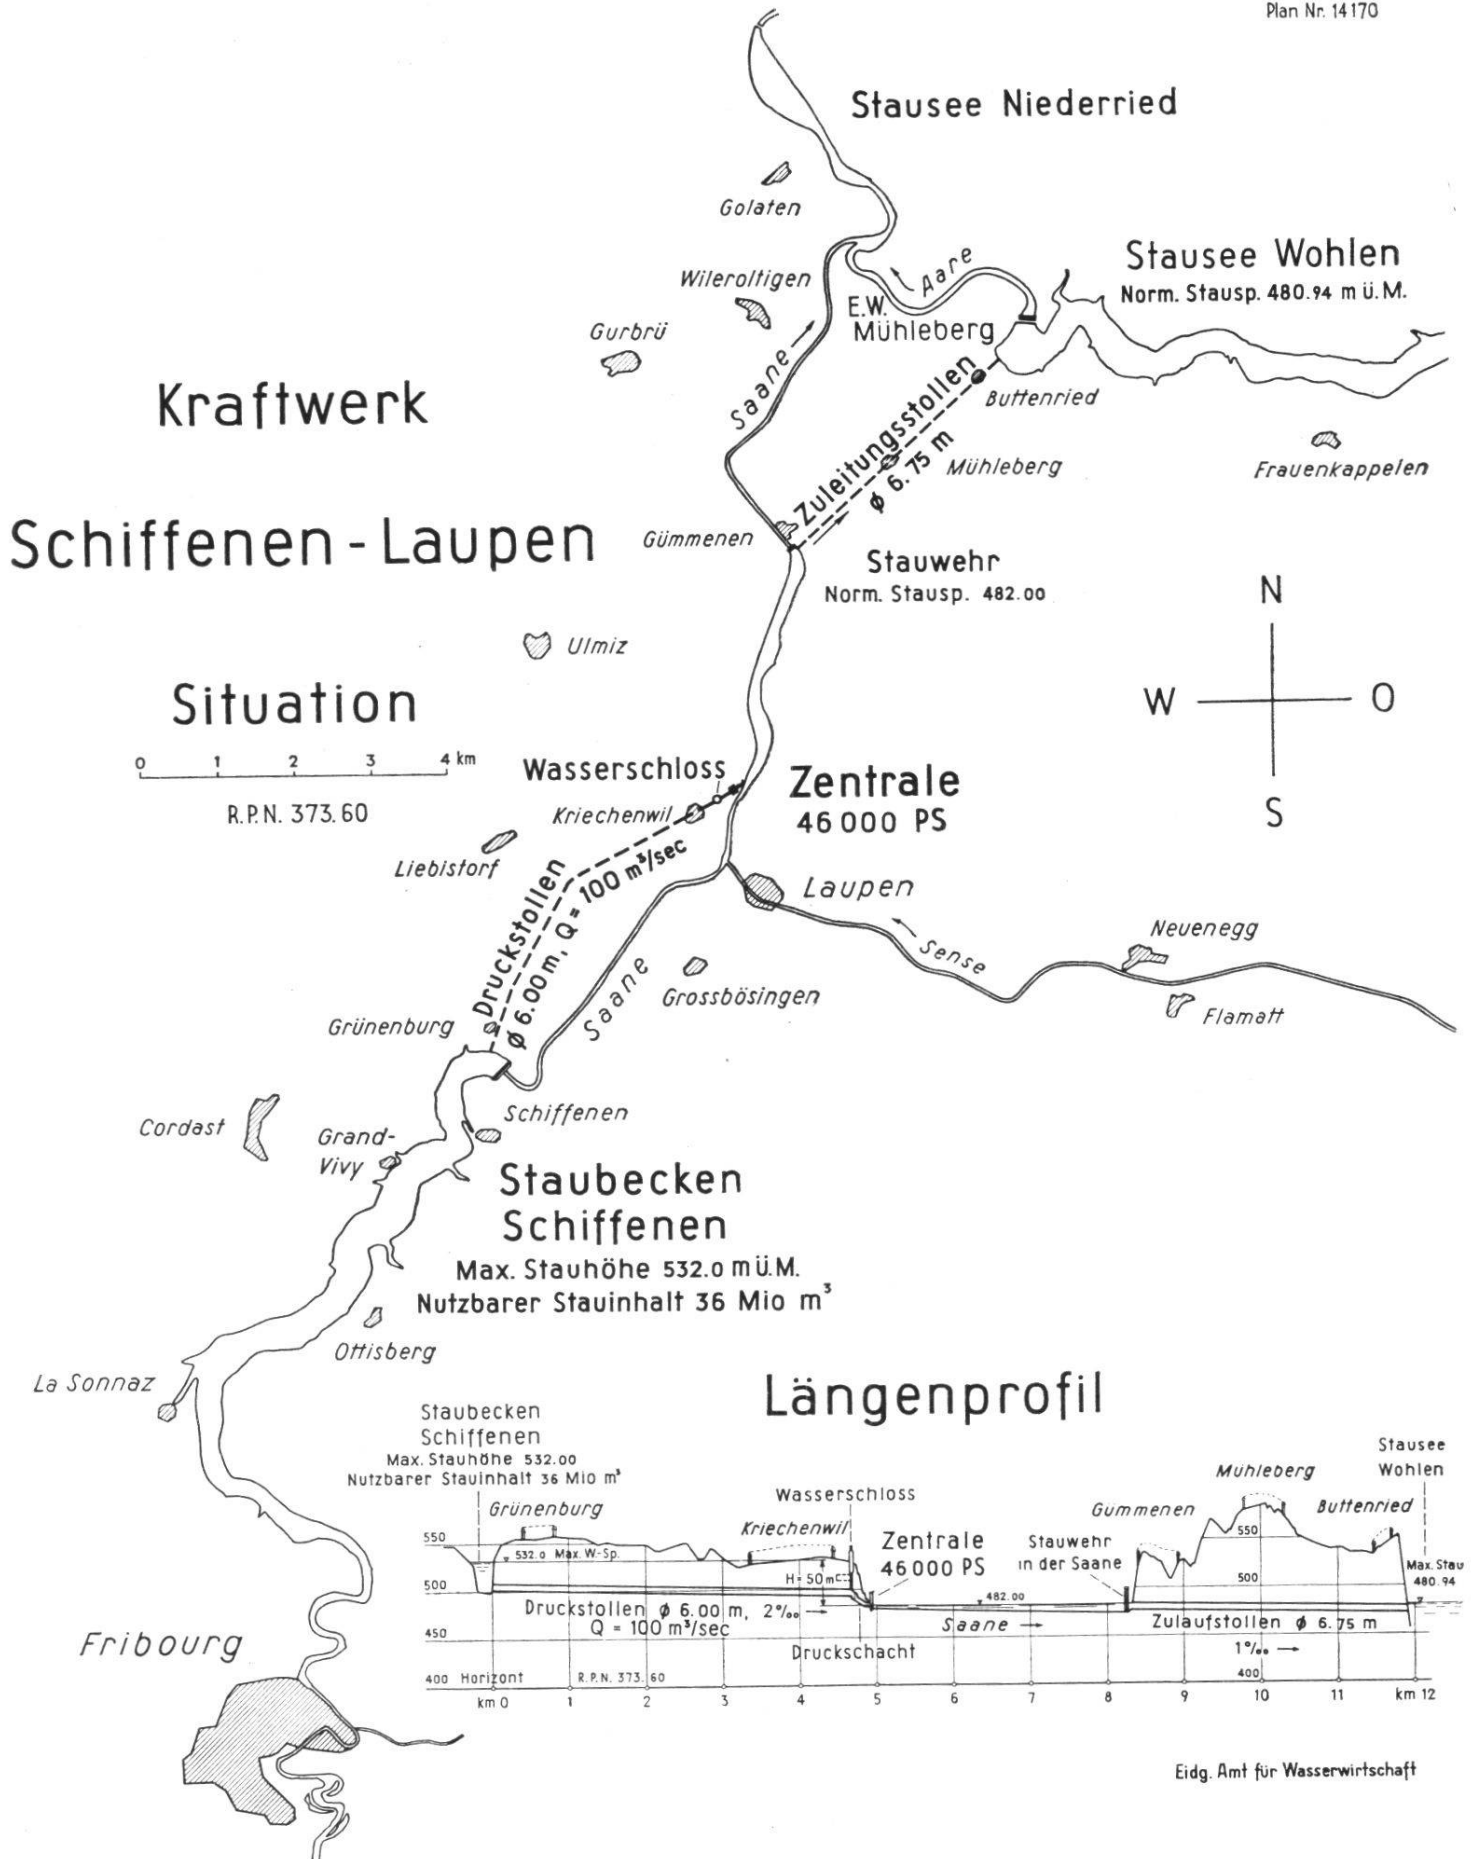 Plan Nr. 14170
Stausee Niederried
Golaten
Stausee Wohlen
Norm. Stausp. 480.94 m ü.M.
Aare
Wileroltigen
E.W.
Mühleberg
Gurbrü
Saane
Kraftwerk
Zuleitungsstollen
ϕ 6.75 m
Buttenried
Mühleberg
Frauenkappelen
Schiffenen - Laupen
Gümmenen
Stauwehr
Norm. Stausp. 482.00
N
W
O
S
Ulmiz
Situation
0 1 2 3 4 km
R.P.N. 373.60
Wasserschloss
Kriechenwil
Zentrale
46000 PS
Liebistorf
Druckstollen
ϕ 6.00 m, Q = 100 m³/sec
Laupen
Neuenegg
Sense
Flamatt
Saane
Grossbösingen
Grünenburg
Schiffenen
Cordast
Grand-
Vivy
Staubecken
Schiffenen
Max. Stauhöhe 532.0 m Ü.M.
Nutzbarer Stauinhalt 36 Mio m³
Ottisberg
La Sonnaz
Längenprofil
Staubecken
Schiffenen
Max. Stauhöhe 532.00
Nutzbarer Stauinhalt 36 Mio m³
Grünenburg
Wasserschloss
Kriechenwil
Zentrale
46000 PS
Stauwehr
in der Saane
Gümmenen
Mühleberg
Buttenried
Stausee
Wohlen
Max. Stau
480.94
550
532.0 Max. W.-Sp.
500
H = 50 m
482.00
550
500
Druckstollen ϕ 6.00 m, 2‰ →
Q = 100 m³/sec
Saane →
Zulaufstollen ϕ 6.75 m
1‰ →
450
Druckschacht
400 Horizont R.P.N. 373.60
400
km 0 1 2 3 4 5 6 7 8 9 10 11 km 12
Fribourg
Eidg. Amt für Wasserwirtschaft